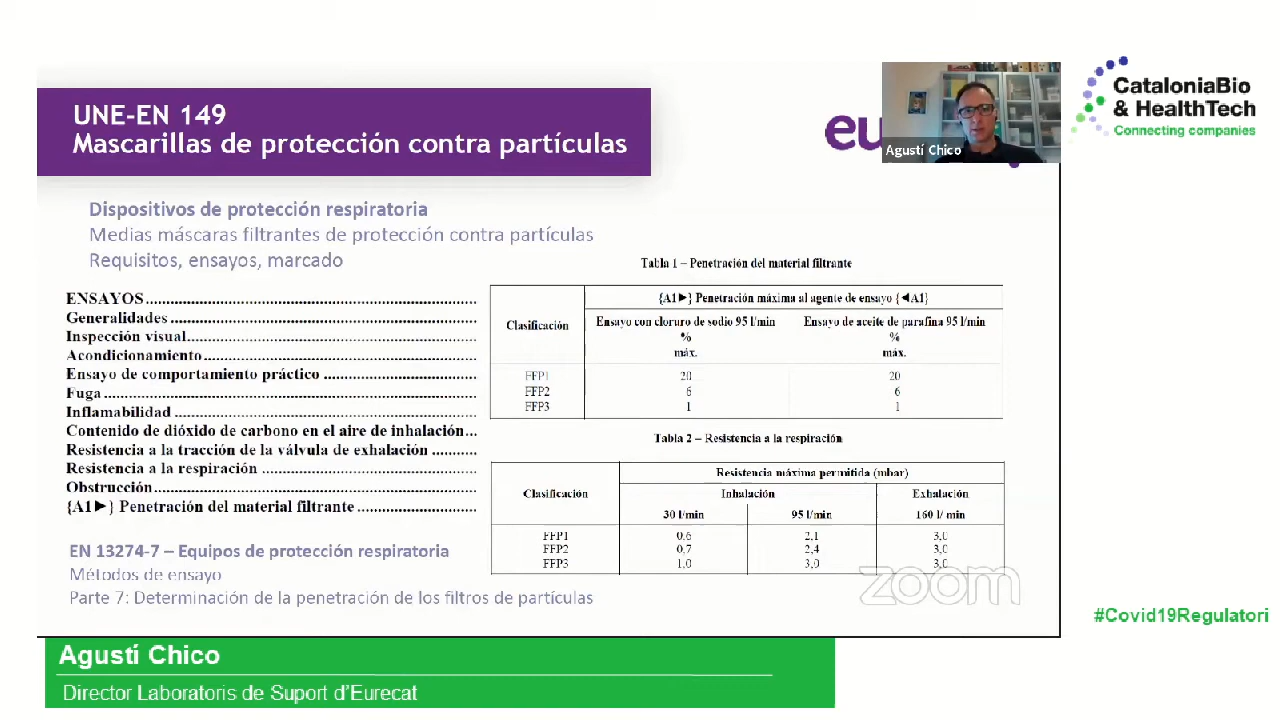 UNE-EN 149
Mascarillas de protección contra partículas
eu
Agustí Chico
CataloniaBio
& HealthTech
Connecting companies
Dispositivos de protección respiratoria
Medias máscaras filtrantes de protección contra partículas
Requisitos, ensayos, marcado
ENSAYOS
Generalidades
Inspección visual
Acondicionamiento
Ensayo de comportamiento práctico
Fuga
Inflamabilidad
Contenido de dióxido de carbono en el aire de inhalación
Resistencia a la tracción de la válvula de exhalación
Resistencia a la respiración
Obstrucción
{A1►} Penetración del material filtrante
EN 13274-7 – Equipos de protección respiratoria
Métodos de ensayo
Parte 7: Determinación de la penetración de los filtros de partículas
Tabla 1 – Penetración del material filtrante
Clasificación
{A1►} Penetración máxima al agente de ensayo {◄A1}
Ensayo con cloruro de sodio 95 l/min Ensayo de aceite de parafina 95 l/min
% %
máx. máx.
FFP1 20 20
FFP2 6 6
FFP3 1 1
Tabla 2 – Resistencia a la respiración
Clasificación
Resistencia máxima permitida (mbar)
Inhalación Exhalación
30 l/min 95 l/min 160 l/ min
FFP1 0,6 2,1 3,0
FFP2 0,7 2,4 3,0
FFP3 1,0 3,0 3,0
zoom
#Covid19Regulatori
Agustí Chico
Director Laboratoris de Suport d'Eurecat